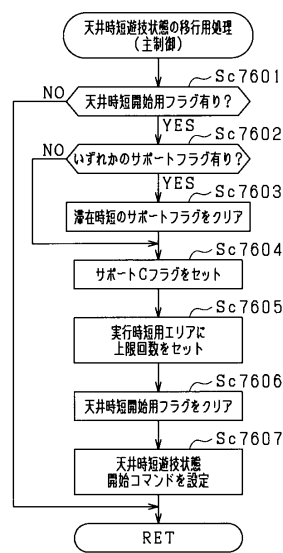 天井時短遊技状態の移行用処理
(主制御)
Sc7601
NO
天井時短開始用フラグ有り?
YES
Sc7602
NO
いずれかのサポートフラグ有り?
YES
Sc7603
滞在時短のサポートフラグをクリア
Sc7604
サポートCフラグをセット
Sc7605
実行時短用エリアに
上限回数をセット
Sc7606
天井時短開始用フラグをクリア
Sc7607
天井時短遊技状態
開始コマンドを設定
RET